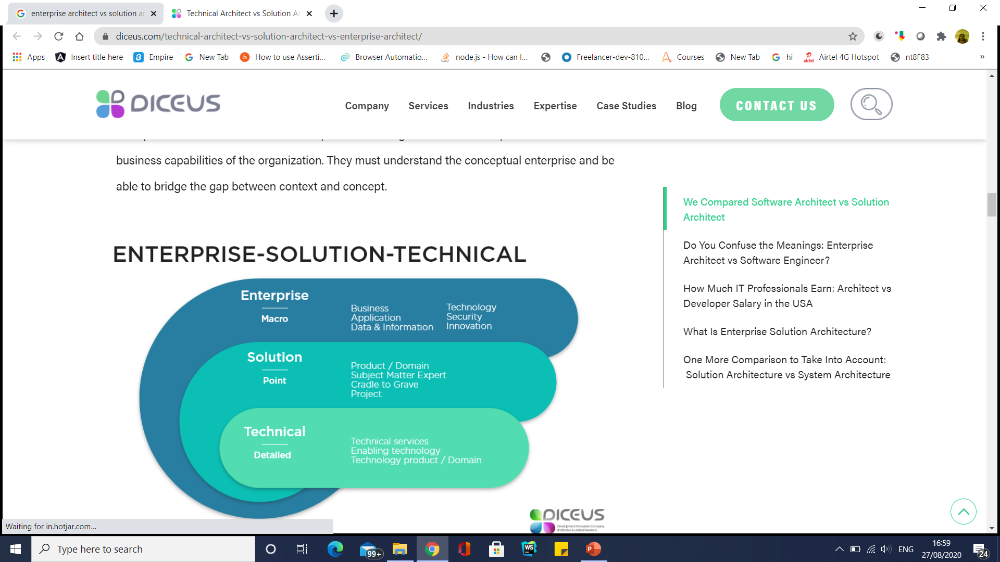 enterprise architect vs solution ar
Technical Architect vs Solution Ar
diceus.com/technical-architect-vs-solution-architect-vs-enterprise-architect/
Apps
Insert title here
Empire
New Tab
How to use Asserti...
Browser Automatio...
node.js - How can I...
Freelancer-dev-810...
Courses
New Tab
hi
airtel
Airtel 4G Hotspot
nt8F83
»
DICEUS
Company
Services
Industries
Expertise
Case Studies
Blog
CONTACT US
business capabilities of the organization. They must understand the conceptual enterprise and be
able to bridge the gap between context and concept.
We Compared Software Architect vs Solution
Architect
Do You Confuse the Meanings: Enterprise
Architect vs Software Engineer?
How Much IT Professionals Earn: Architect vs
Developer Salary in the USA
What Is Enterprise Solution Architecture?
One More Comparison to Take Into Account:
Solution Architecture vs System Architecture
ENTERPRISE-SOLUTION-TECHNICAL
Enterprise
Macro
Business
Application
Data & Information
Technology
Security
Innovation
Solution
Point
Product / Domain
Subject Matter Expert
Cradle to Grave
Project
Technical
Detailed
Technical services
Enabling technology
Technology product / Domain
DICEUS
Development Innovation Company
of Effective & Unified Solutions
Waiting for in.hotjar.com...
Type here to search
99+
WS
P
ENG
16:59
27/08/2020
24